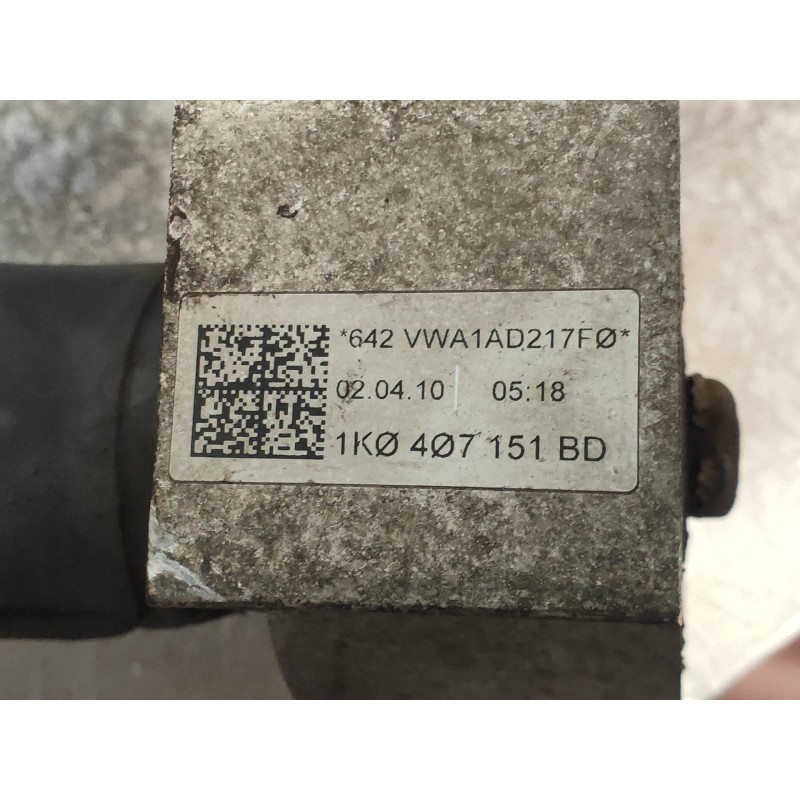 *642 VWA1AD217FØ*
02.04.10 05:18
1KØ 4Ø7 151 BD